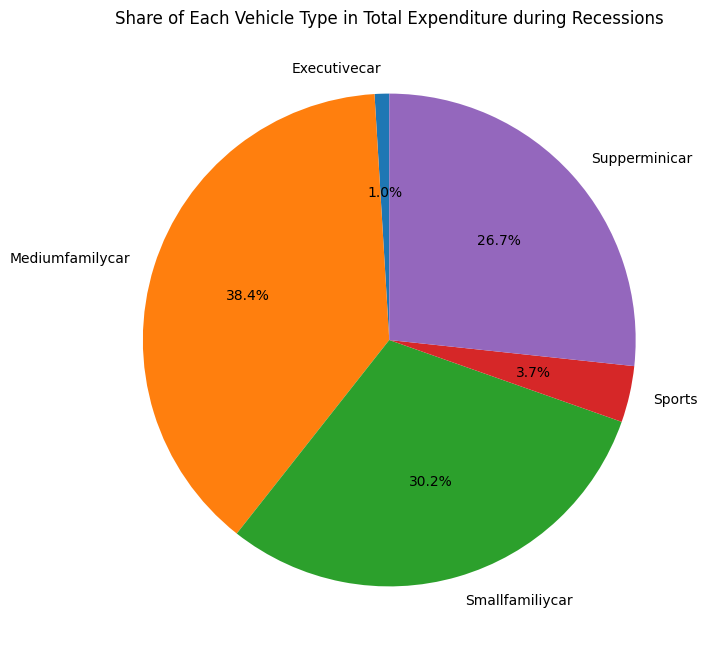 Share of Each Vehicle Type in Total Expenditure during Recessions
Executivecar
Supperminicar
1.0%
26.7%
Mediumfamilycar
38.4%
3.7%
Sports
30.2%
Smallfamiliycar